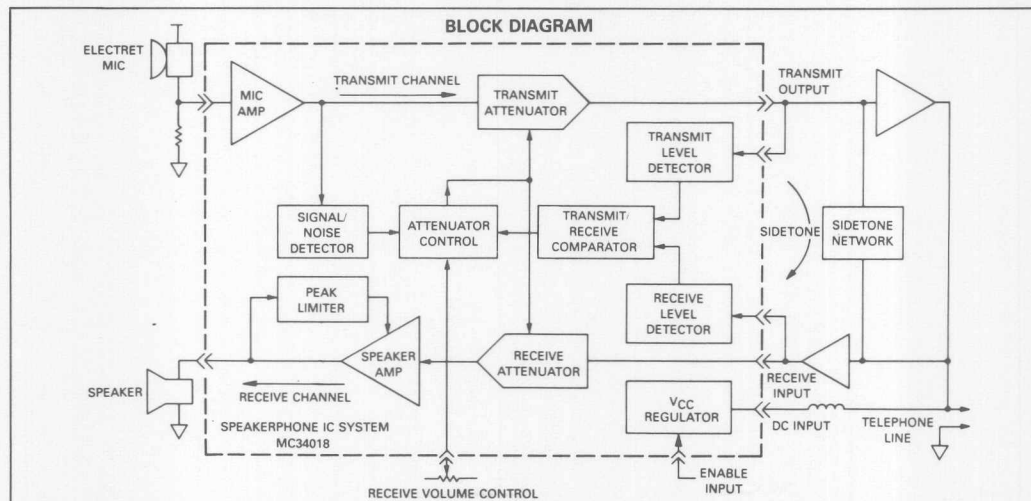 BLOCK DIAGRAM
ELECTRET
MIC
MIC
AMP
TRANSMIT CHANNEL
TRANSMIT
ATTENUATOR
TRANSMIT
OUTPUT
TRANSMIT
LEVEL
DETECTOR
SIGNAL/
NOISE
DETECTOR
ATTENUATOR
CONTROL
TRANSMIT/
RECEIVE
COMPARATOR
SIDETONE
SIDETONE
NETWORK
PEAK
LIMITER
RECEIVE
LEVEL
DETECTOR
SPEAKER
AMP
RECEIVE
ATTENUATOR
SPEAKER
RECEIVE CHANNEL
RECEIVE
INPUT
VCC
REGULATOR
DC INPUT
TELEPHONE
LINE
SPEAKERPHONE IC SYSTEM
MC34018
ENABLE
INPUT
RECEIVE VOLUME CONTROL